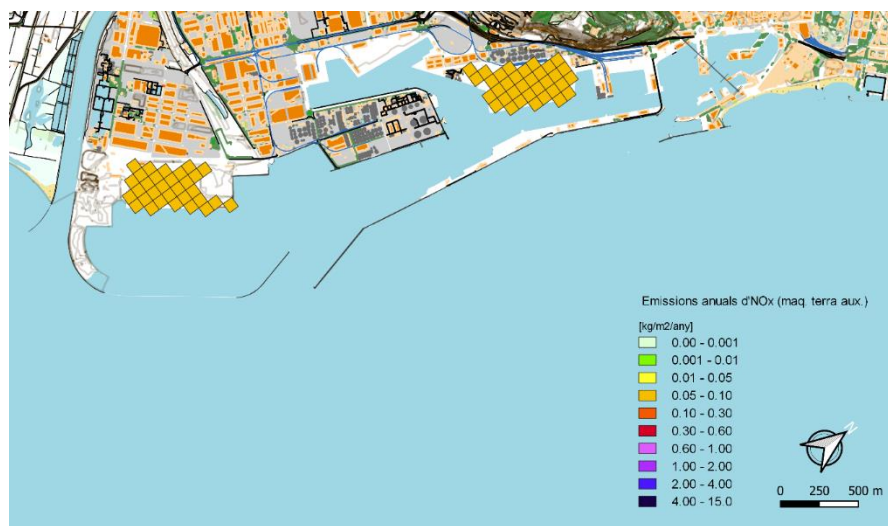 Emissions anuals d'NOx (maq. terra aux.)
[kg/m2/any]
0.00 - 0.001
0.001 - 0.01
0.01 - 0.05
0.05 - 0.10
0.10 - 0.30
0.30 - 0.60
0.60 - 1.00
1.00 - 2.00
2.00 - 4.00
4.00 - 15.0
N
0 250 500 m